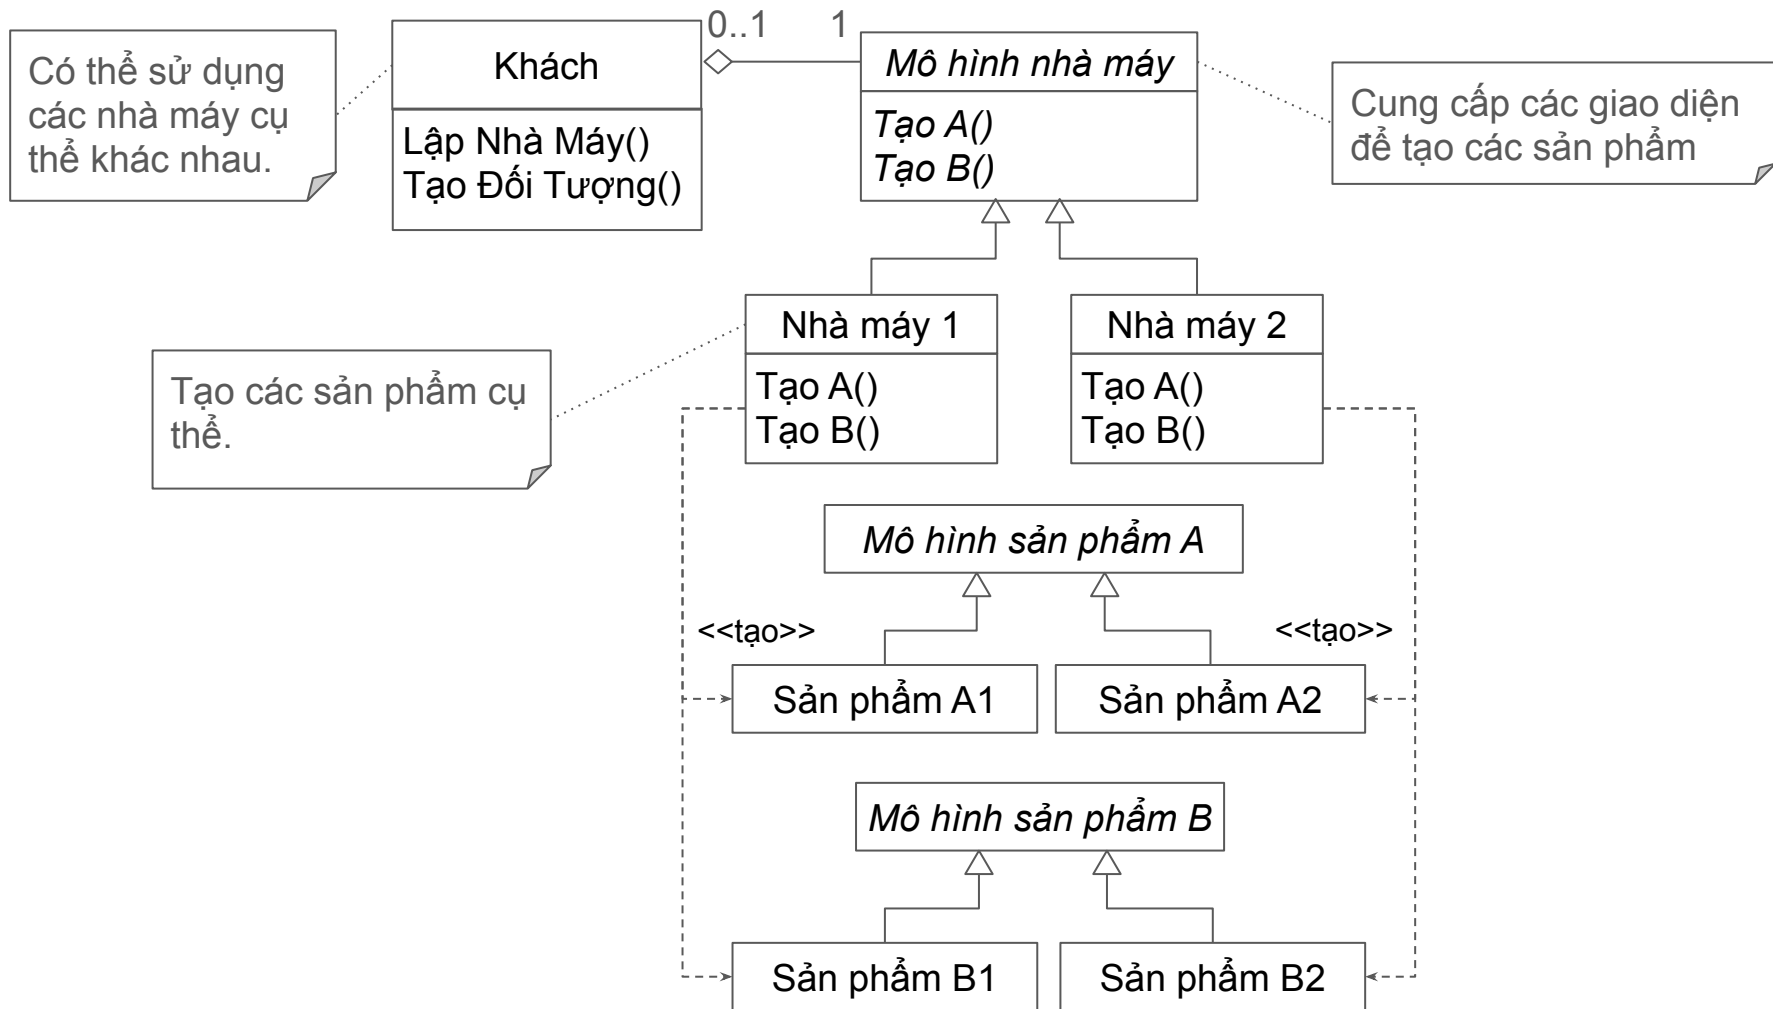 0..1
1
Có thể sử dụng
các nhà máy cụ
thể khác nhau.
Khách
Lập Nhà Máy()
Tạo Đối Tượng()
Mô hình nhà máy
Tạo A()
Tạo B()
Cung cấp các giao diện
để tạo các sản phẩm
Nhà máy 1
Tạo A()
Tạo B()
Nhà máy 2
Tạo A()
Tạo B()
Tạo các sản phẩm cụ
thể.
Mô hình sản phẩm A
<<tạo>>
<<tạo>>
Sản phẩm A1
Sản phẩm A2
Mô hình sản phẩm B
Sản phẩm B1
Sản phẩm B2